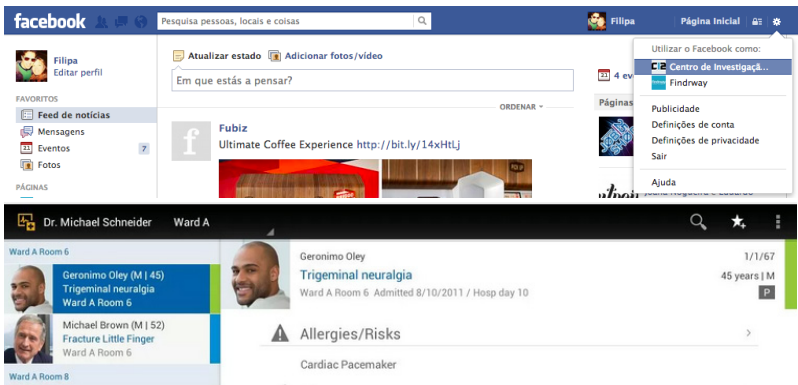 facebook
Pesquisa pessoas, locais e coisas
Filipa
Página Inicial
Filipa
Editar perfil
FAVORITOS
Feed de notícias
Mensagens
31 Eventos 7
Fotos
PÁGINAS
Atualizar estado Adicionar fotos/vídeo
Em que estás a pensar?
ORDENAR
f
Fubiz
Ultimate Coffee Experience http://bit.ly/14xHtLj
31 4 ev
Páginas
Utilizar o Facebook como:
Centro de Investigaçã...
Findrway
Publicidade
Definições de conta
Definições de privacidade
Sair
Ajuda
Dr. Michael Schneider Ward A
Ward A Room 6
Geronimo Oley (M | 45)
Trigeminal neuralgia
Ward A Room 6
Michael Brown (M | 52)
Fracture Little Finger
Ward A Room 6
Ward A Room 8
Geronimo Oley 1/1/67
Trigeminal neuralgia 45 years | M
Ward A Room 6 Admitted 8/10/2011 / Hosp day 10 P
Allergies/Risks
Cardiac Pacemaker